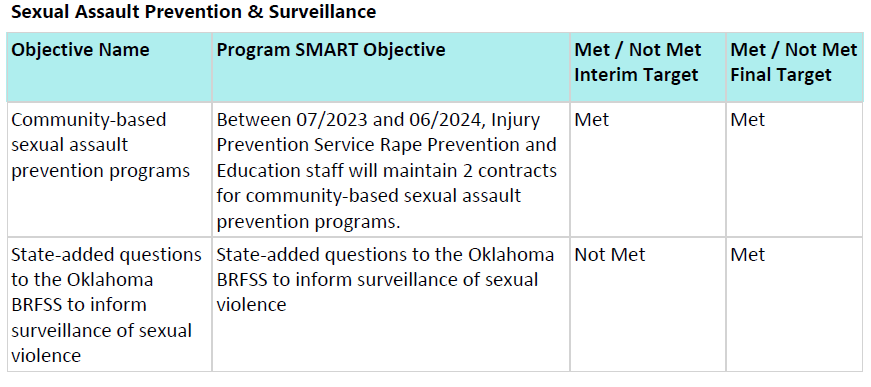 Sexual Assault Prevention & Surveillance
Objective Name
Program SMART Objective
Met / Not Met
Interim Target
Met / Not Met
Final Target
Community-based
sexual assault
prevention programs
Between 07/2023 and 06/2024, Injury
Prevention Service Rape Prevention and
Education staff will maintain 2 contracts
for community-based sexual assault
prevention programs.
Met
Met
State-added questions
to the Oklahoma
BRFSS to inform
surveillance of sexual
violence
State-added questions to the Oklahoma
BRFSS to inform surveillance of sexual
violence
Not Met
Met